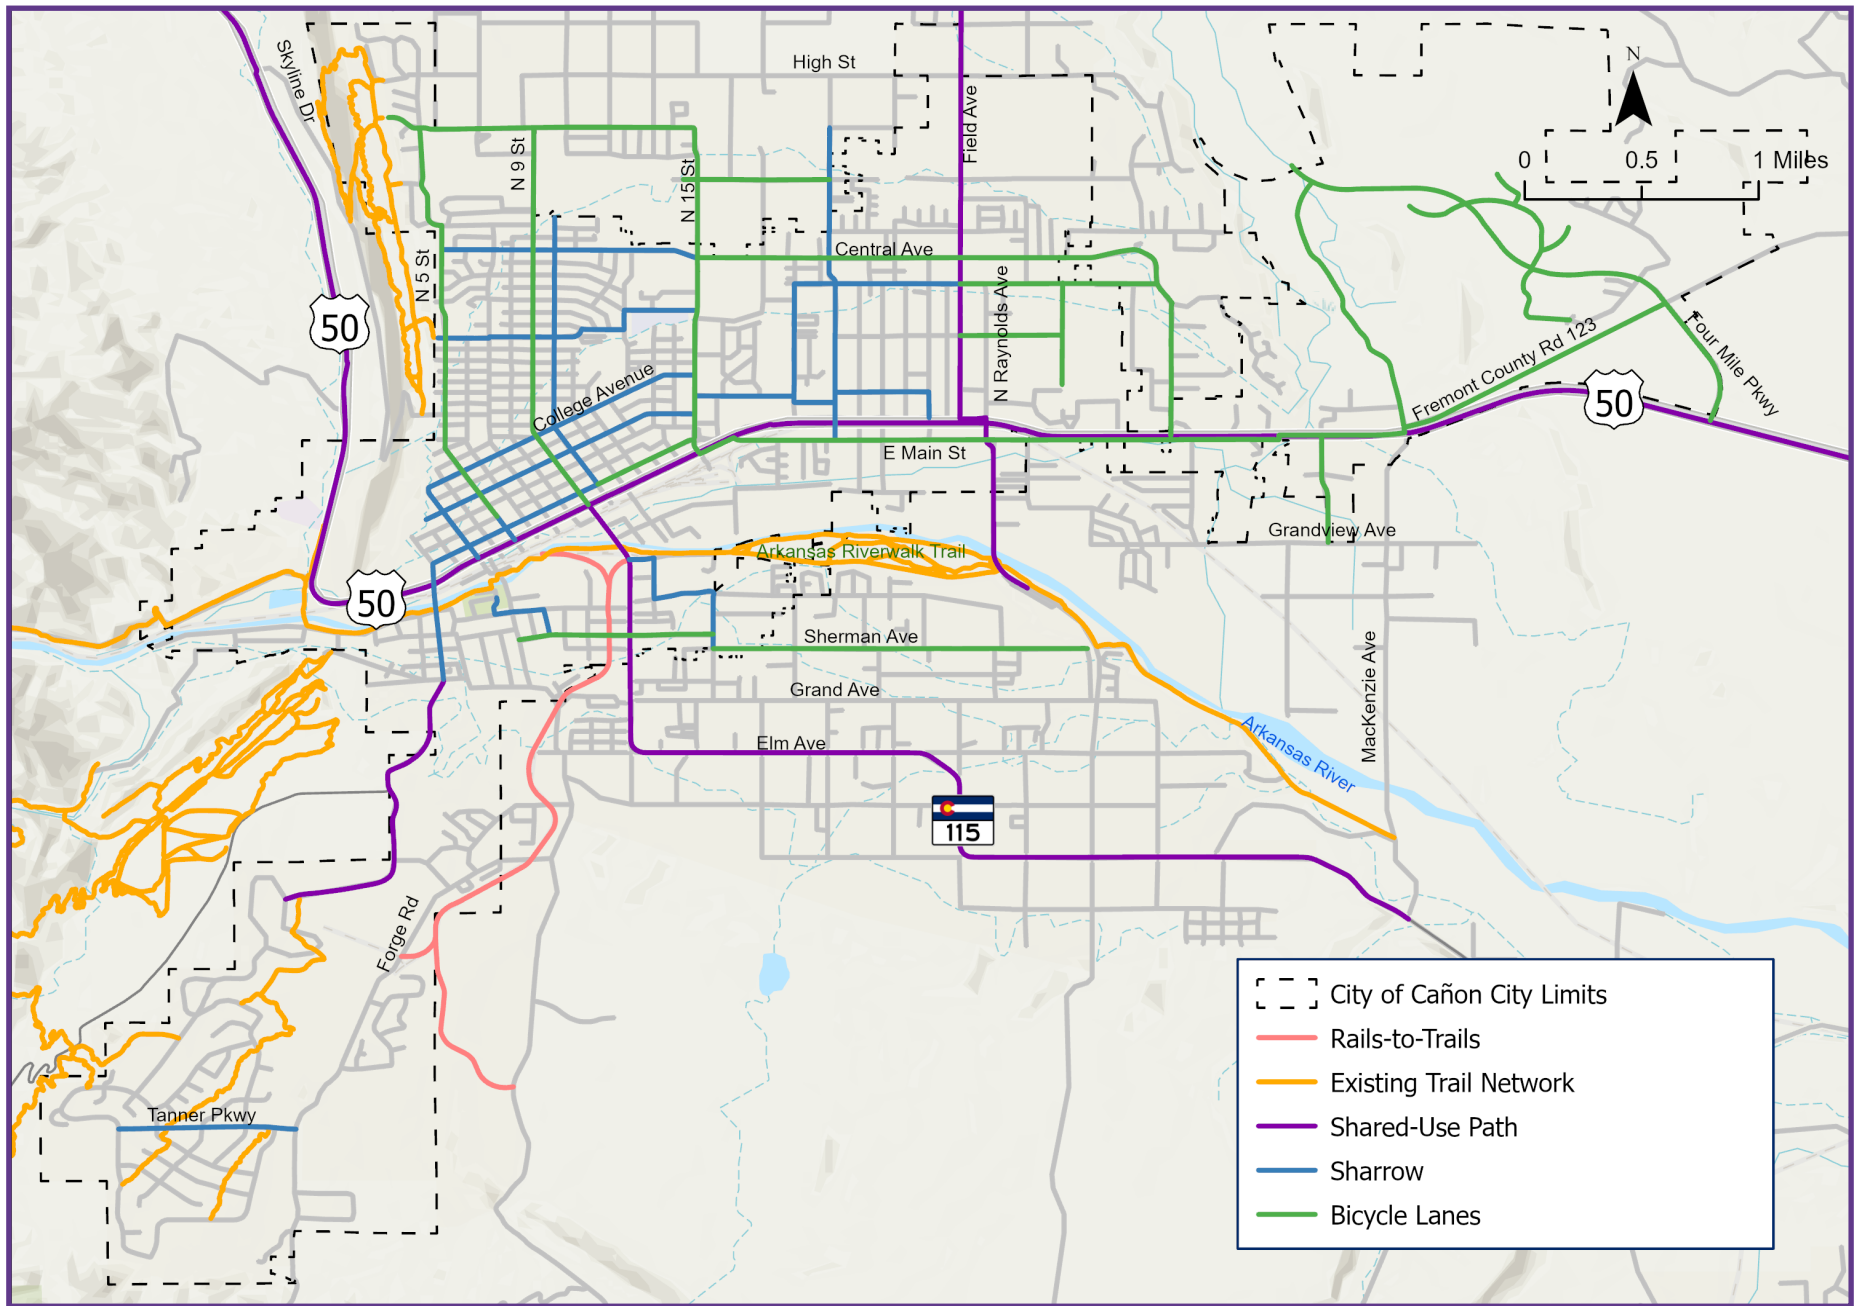 Skyline Dr
High St
Field Ave
N
0 0.5 1 Miles
N 9 St
N 15 St
N 5 St
Central Ave
N Raynolds Ave
50
College Avenue
Fremont County Rd 123
Four Mile Pkwy
50
E Main St
Grandview Ave
Arkansas Riverwalk Trail
50
Sherman Ave
MacKenzie Ave
Grand Ave
Elm Ave
Arkansas River
115
Forge Rd
Tanner Pkwy
City of Cañon City Limits
Rails-to-Trails
Existing Trail Network
Shared-Use Path
Sharrow
Bicycle Lanes